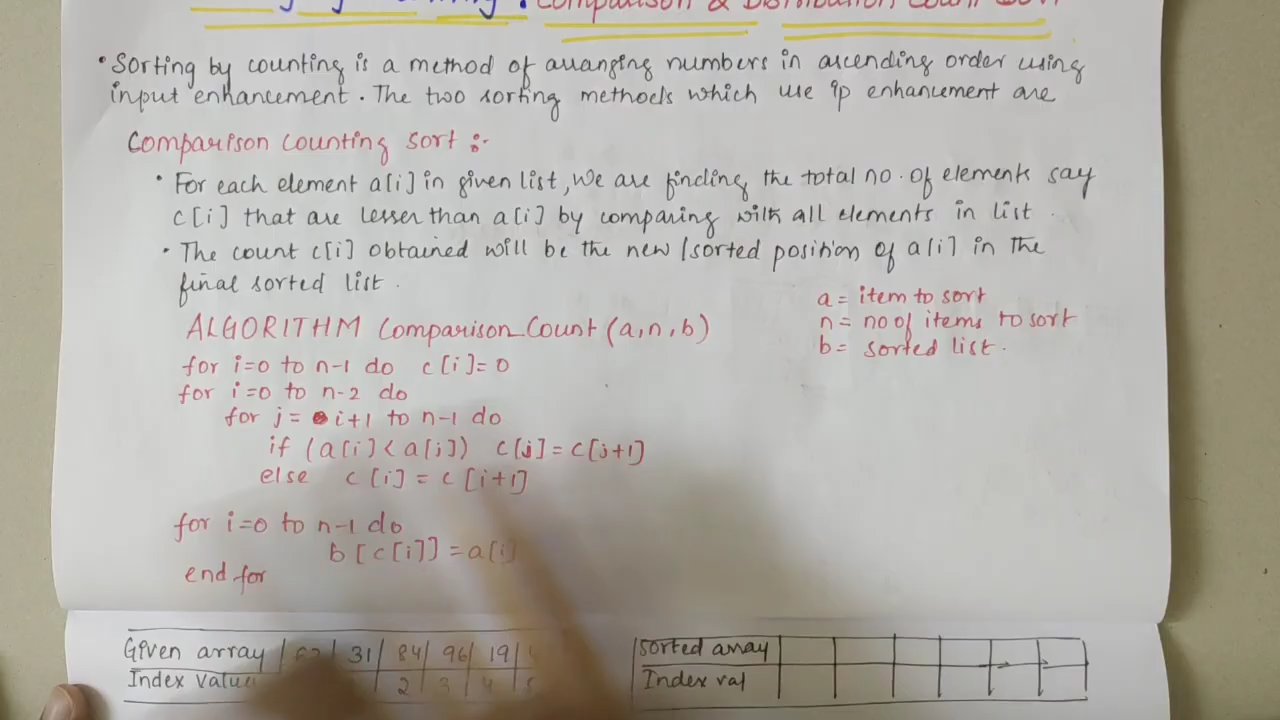 Comparison & Distribution Count Sort
• Sorting by counting is a method of arranging numbers in ascending order using
input enhancement. The two sorting methods which use ip enhancement are
Comparison counting sort :-
• For each element a[i] in given list, We are finding the total no. of elements say
c[i] that are lesser than a[i] by comparing with all elements in list.
• The count c[i] obtained will be the new / sorted position of a[i] in the
final sorted list.
a = item to sort
n = no of items to sort
b = sorted list.
ALGORITHM Comparison_Count (a, n, b)
for i=0 to n-1 do c[i]=0
for i=0 to n-2 do
for j = i+1 to n-1 do
if (a[i] < a[j]) c[j] = c[j+1]
else c[i] = c[i+1]
for i=0 to n-1 do
b[c[i]] = a[i]
end for
Given array 31 84 96 19
Index value 2 3 4
Sorted array
Index val